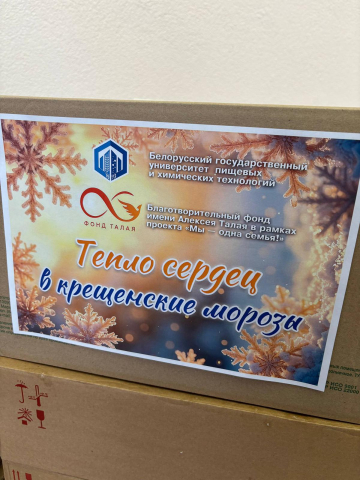 Белорусский государственный
университет пищевых
и химических технологий
ФОНД ТАЛАЯ
Благотворительный фонд
имени Алексея Талая в рамках
проекта «Мы — одна семья!»
Тепло сердец
в крещенские морозы